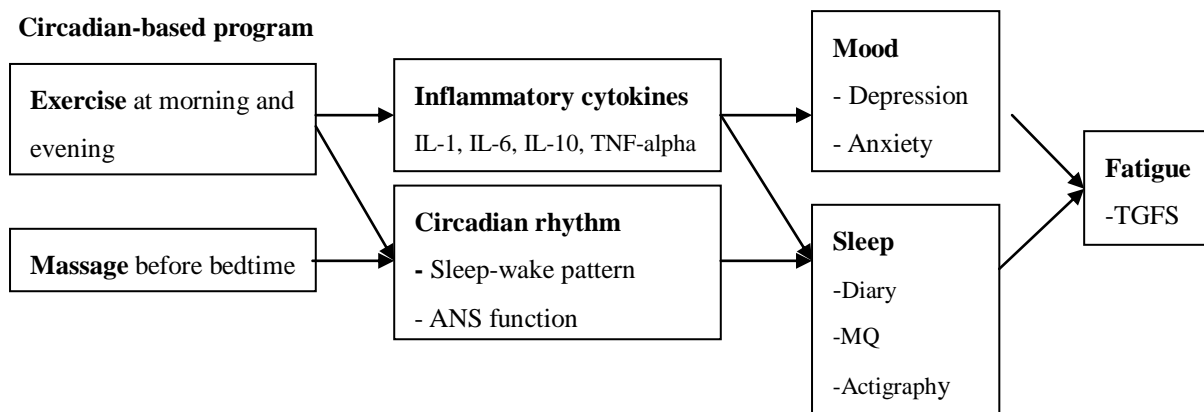 Circadian-based program
Exercise at morning and
evening
Massage before bedtime
Inflammatory cytokines
IL-1, IL-6, IL-10, TNF-alpha
Circadian rhythm
- Sleep-wake pattern
- ANS function
Mood
- Depression
- Anxiety
Sleep
-Diary
-MQ
-Actigraphy
Fatigue
-TGFS